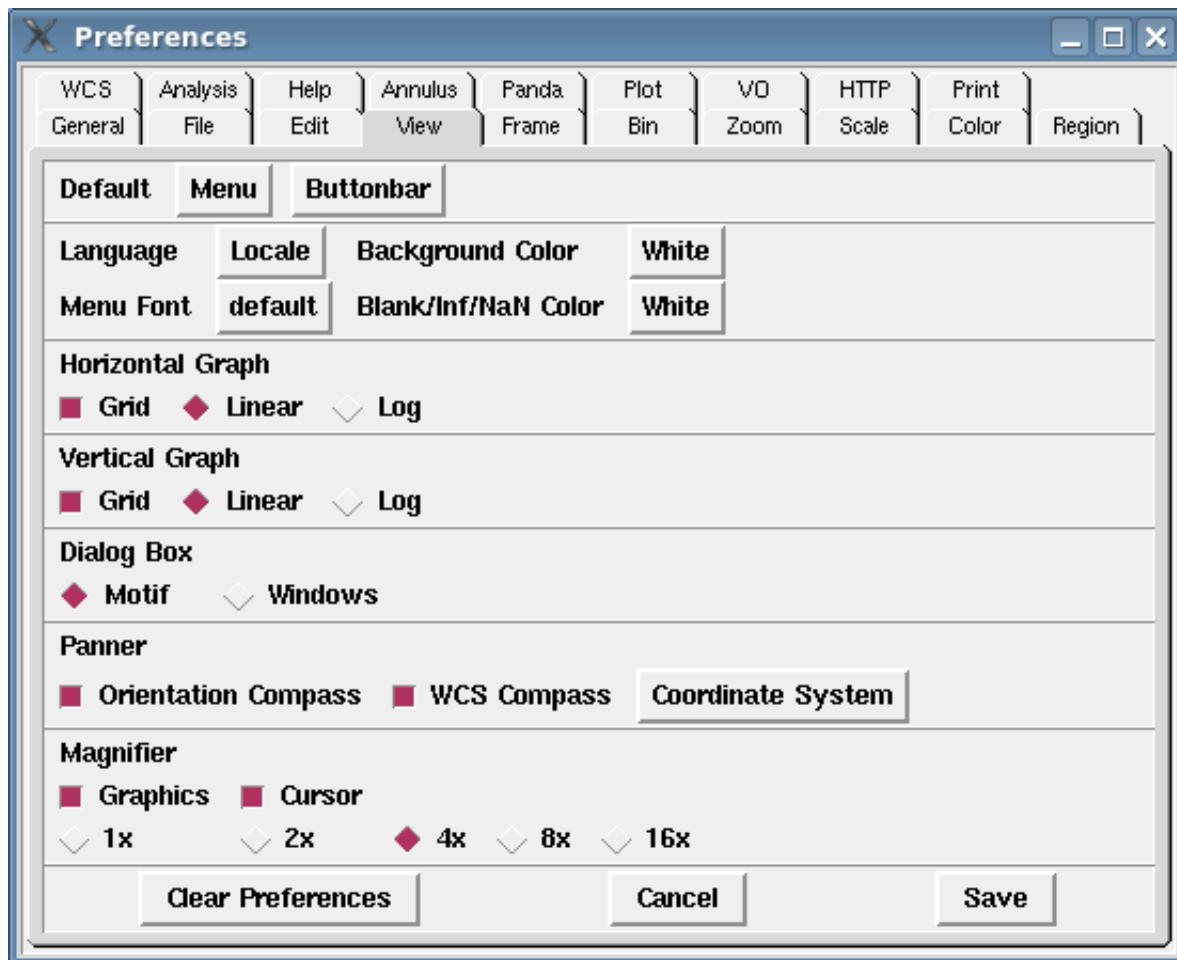 Preferences
WCS Analysis Help Annulus Panda Plot VO HTTP Print
General File Edit View Frame Bin Zoom Scale Color Region
Default Menu Buttonbar
Language Locale Background Color White
Menu Font default Blank/Inf/NaN Color White
Horizontal Graph
Grid Linear Log
Vertical Graph
Grid Linear Log
Dialog Box
Motif Windows
Panner
Orientation Compass WCS Compass Coordinate System
Magnifier
Graphics Cursor
1x 2x 4x 8x 16x
Clear Preferences Cancel Save